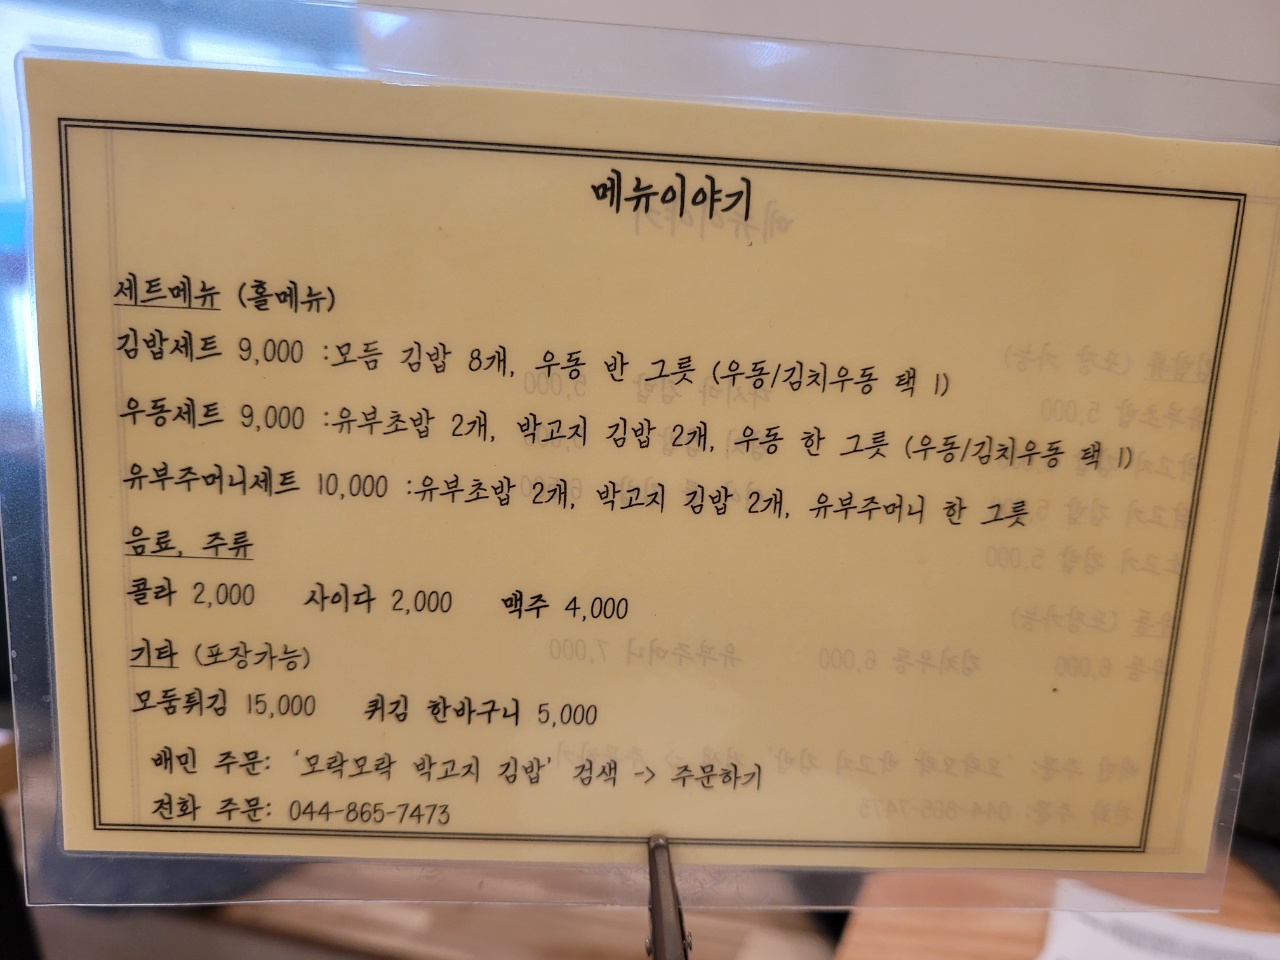 메뉴이야기
세트메뉴 (홀메뉴)
김밥세트 9,000 :모듬 김밥 8개, 우동 반 그릇 (우동/김치우동 택 1)
우동세트 9,000 :유부초밥 2개, 박고지 김밥 2개, 우동 한 그릇 (우동/김치우동 택 1)
유부주머니세트 10,000 :유부초밥 2개, 박고지 김밥 2개, 유부주머니 한 그릇
음료, 주류
콜라 2,000 사이다 2,000 맥주 4,000
기타 (포장가능)
모둠튀김 15,000 튀김 한바구니 5,000
배민 주문: '모락모락 박고지 김밥' 검색 -> 주문하기
전화 주문: 044-865-7473